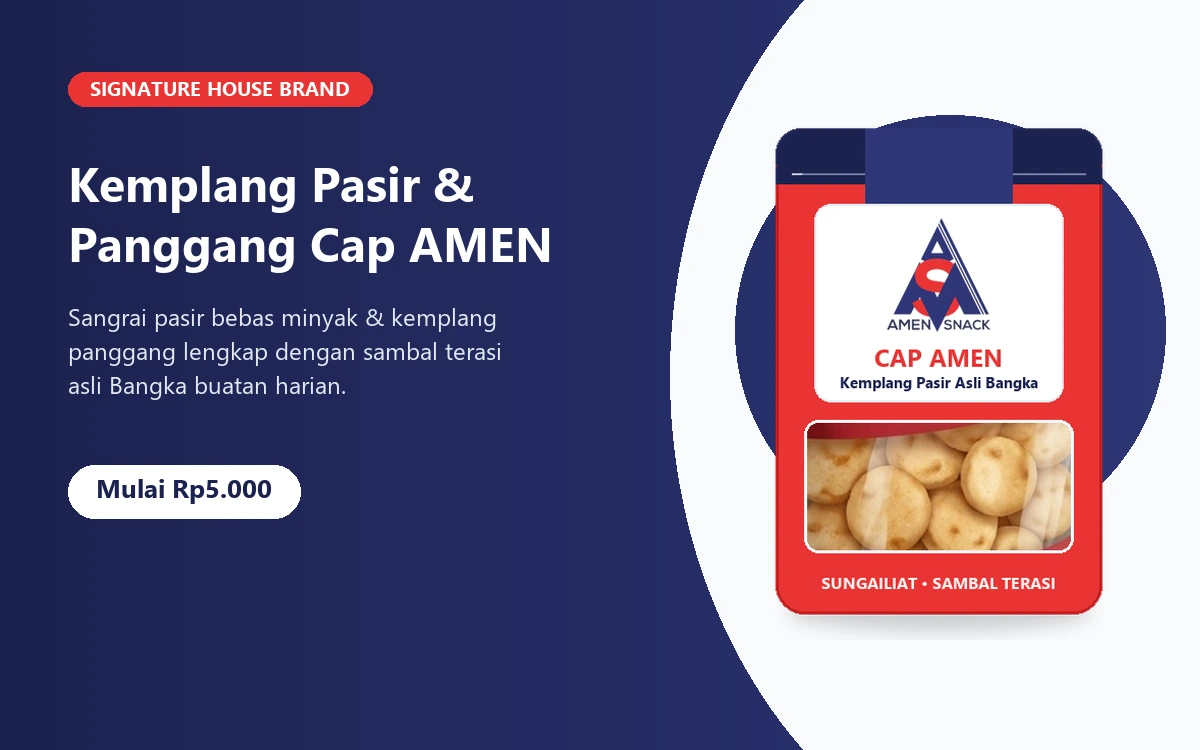 SIGNATURE HOUSE BRAND
Kemplang Pasir &
Panggang Cap AMEN
Sangrai pasir bebas minyak & kemplang
panggang lengkap dengan sambal terasi
asli Bangka buatan harian.
Mulai Rp5.000
ASM
AMEN SNACK
CAP AMEN
Kemplang Pasir Asli Bangka
SUNGAILIAT • SAMBAL TERASI